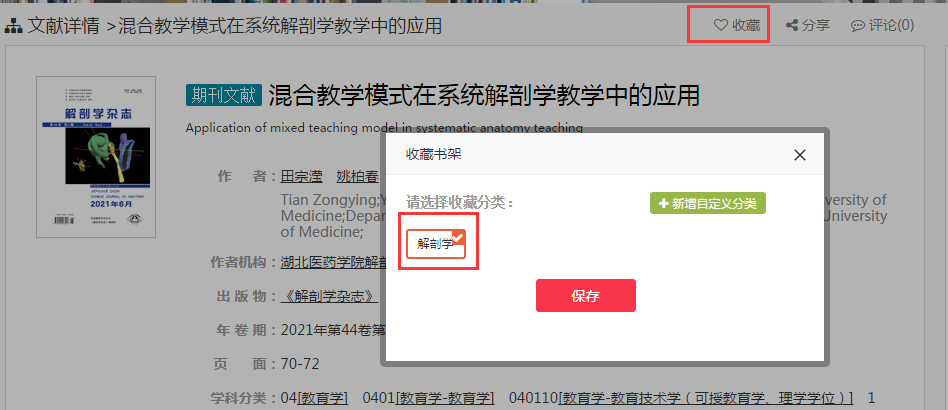 文献详情 >混合教学模式在系统解剖学教学中的应用
收藏 分享 评论(0)
解剖学杂志
2021年6月
期刊文献 混合教学模式在系统解剖学教学中的应用
Application of mixed teaching model in systematic anatomy teaching
收藏书架
作 者：田宗滢 姚柏春
请选择收藏分类：
新增自定义分类
Tian Zongying;Y
versity of
Medicine;Depar
University
of Medicine;
解剖学
作者机构：湖北医药学院解剖
保存
出 版 物：《解剖学杂志》
年 卷 期：2021年第44卷第
页 面：70-72
学科分类：04[教育学] 0401[教育学-教育学] 040110[教育学-教育技术学（可授教育学、理学学位）] 1